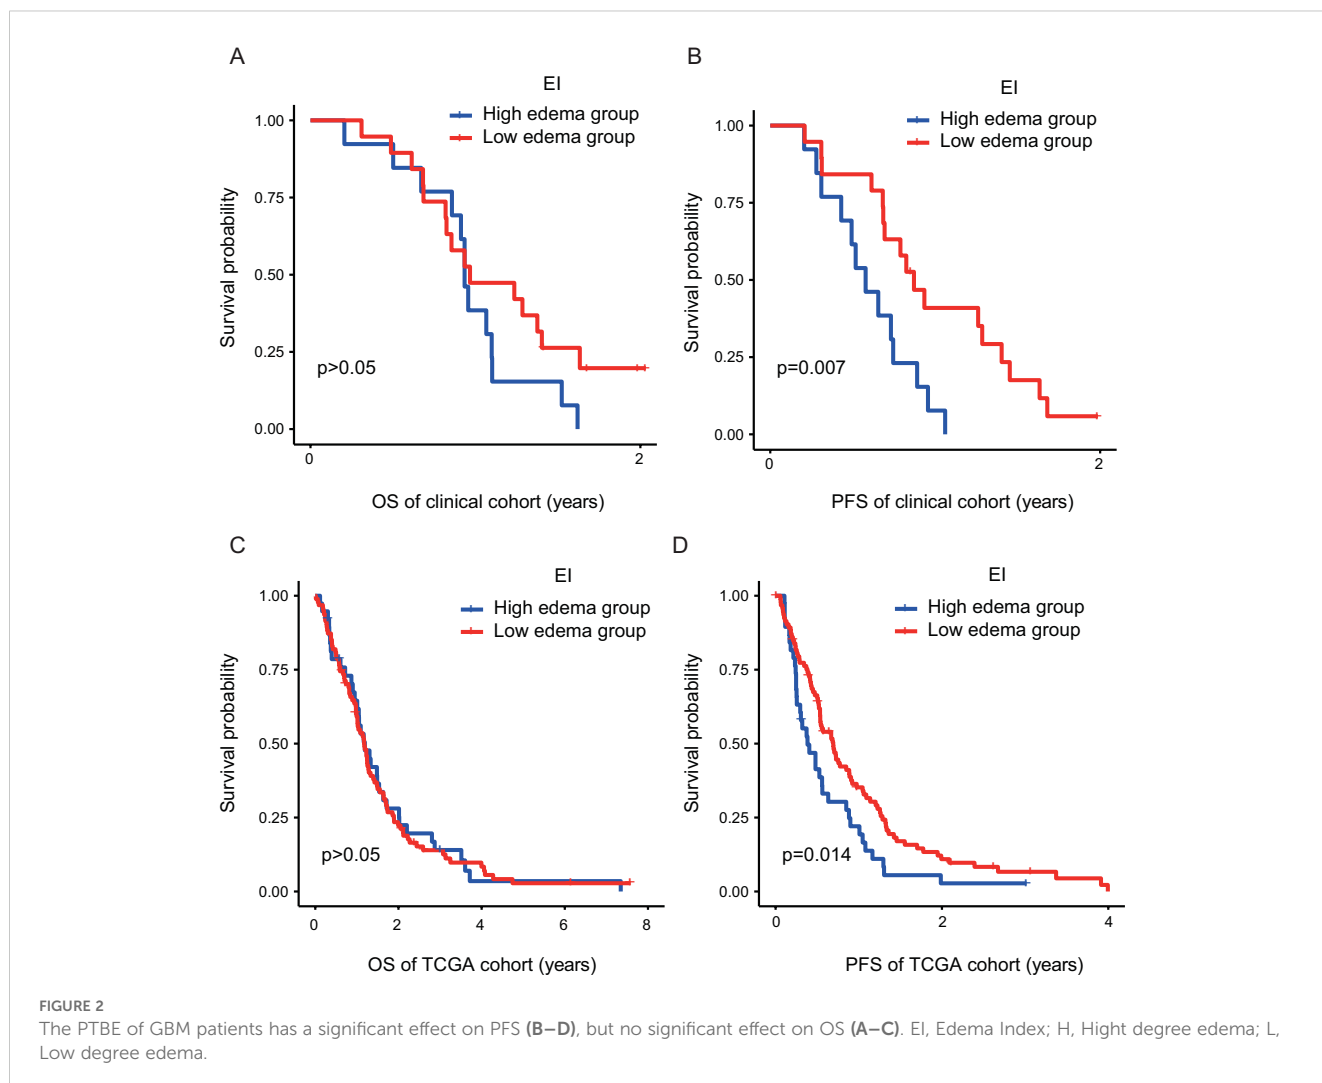 A
EI
High edema group
Low edema group
1.00
0.75
0.50
0.25
0.00
Survival probability
p>0.05
0
2
OS of clinical cohort (years)
B
EI
High edema group
Low edema group
1.00
0.75
0.50
0.25
0.00
Survival probability
p=0.007
0
2
PFS of clinical cohort (years)
C
EI
High edema group
Low edema group
1.00
0.75
0.50
0.25
0.00
Survival probability
p>0.05
0
2
4
6
8
OS of TCGA cohort (years)
D
EI
High edema group
Low edema group
1.00
0.75
0.50
0.25
0.00
Survival probability
p=0.014
0
2
4
PFS of TCGA cohort (years)
FIGURE 2
The PTBE of GBM patients has a significant effect on PFS (B–D), but no significant effect on OS (A–C). EI, Edema Index; H, Hight degree edema; L,
Low degree edema.